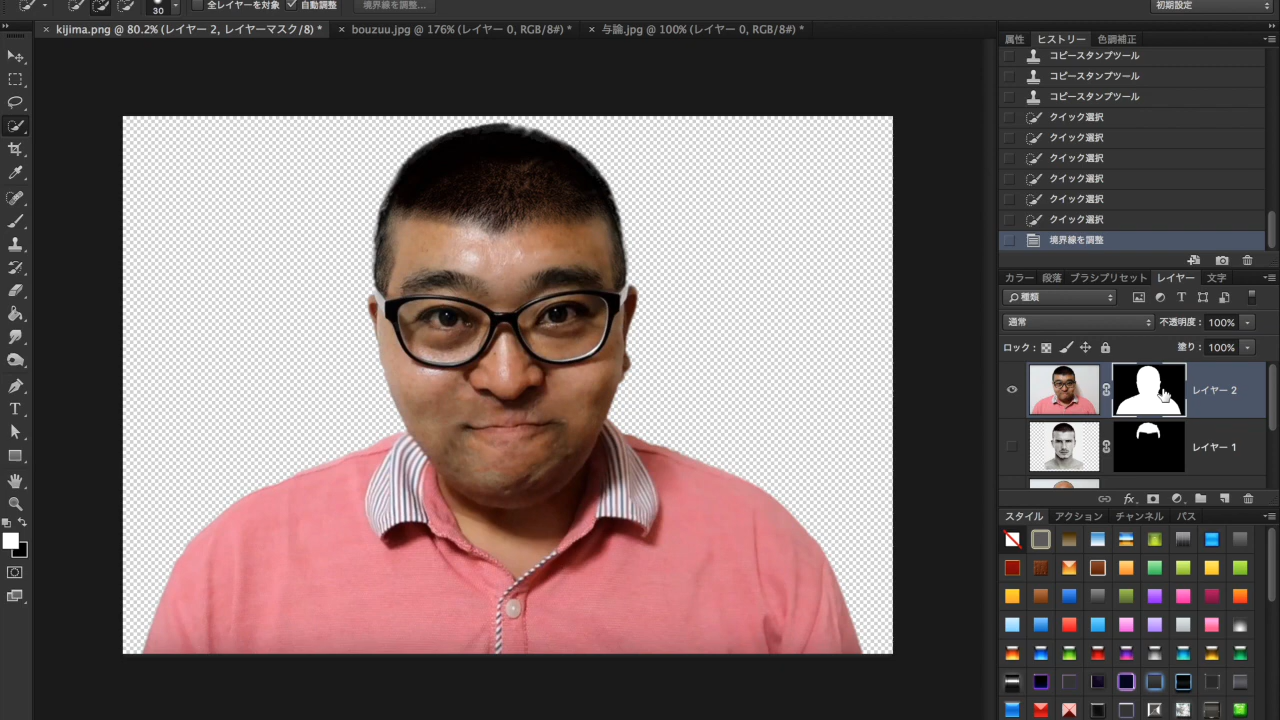 30
全レイヤーを対象
自動調整
境界線を調整...
初期設定
× kijima.png @ 80.2% (レイヤー 2, レイヤーマスク/8) *
× bouzuu.jpg @ 176% (レイヤー 0, RGB/8#) *
× 与論.jpg @ 100% (レイヤー 0, RGB/8#) *
属性 ヒストリー 色調補正
コピースタンプツール
コピースタンプツール
コピースタンプツール
クイック選択
クイック選択
クイック選択
クイック選択
クイック選択
クイック選択
境界線を調整
カラー 段落 ブラシプリセット レイヤー 文字
種類
通常
不透明度: 100%
ロック:
塗り: 100%
レイヤー 2
レイヤー 1
fx
スタイル アクション チャンネル パス